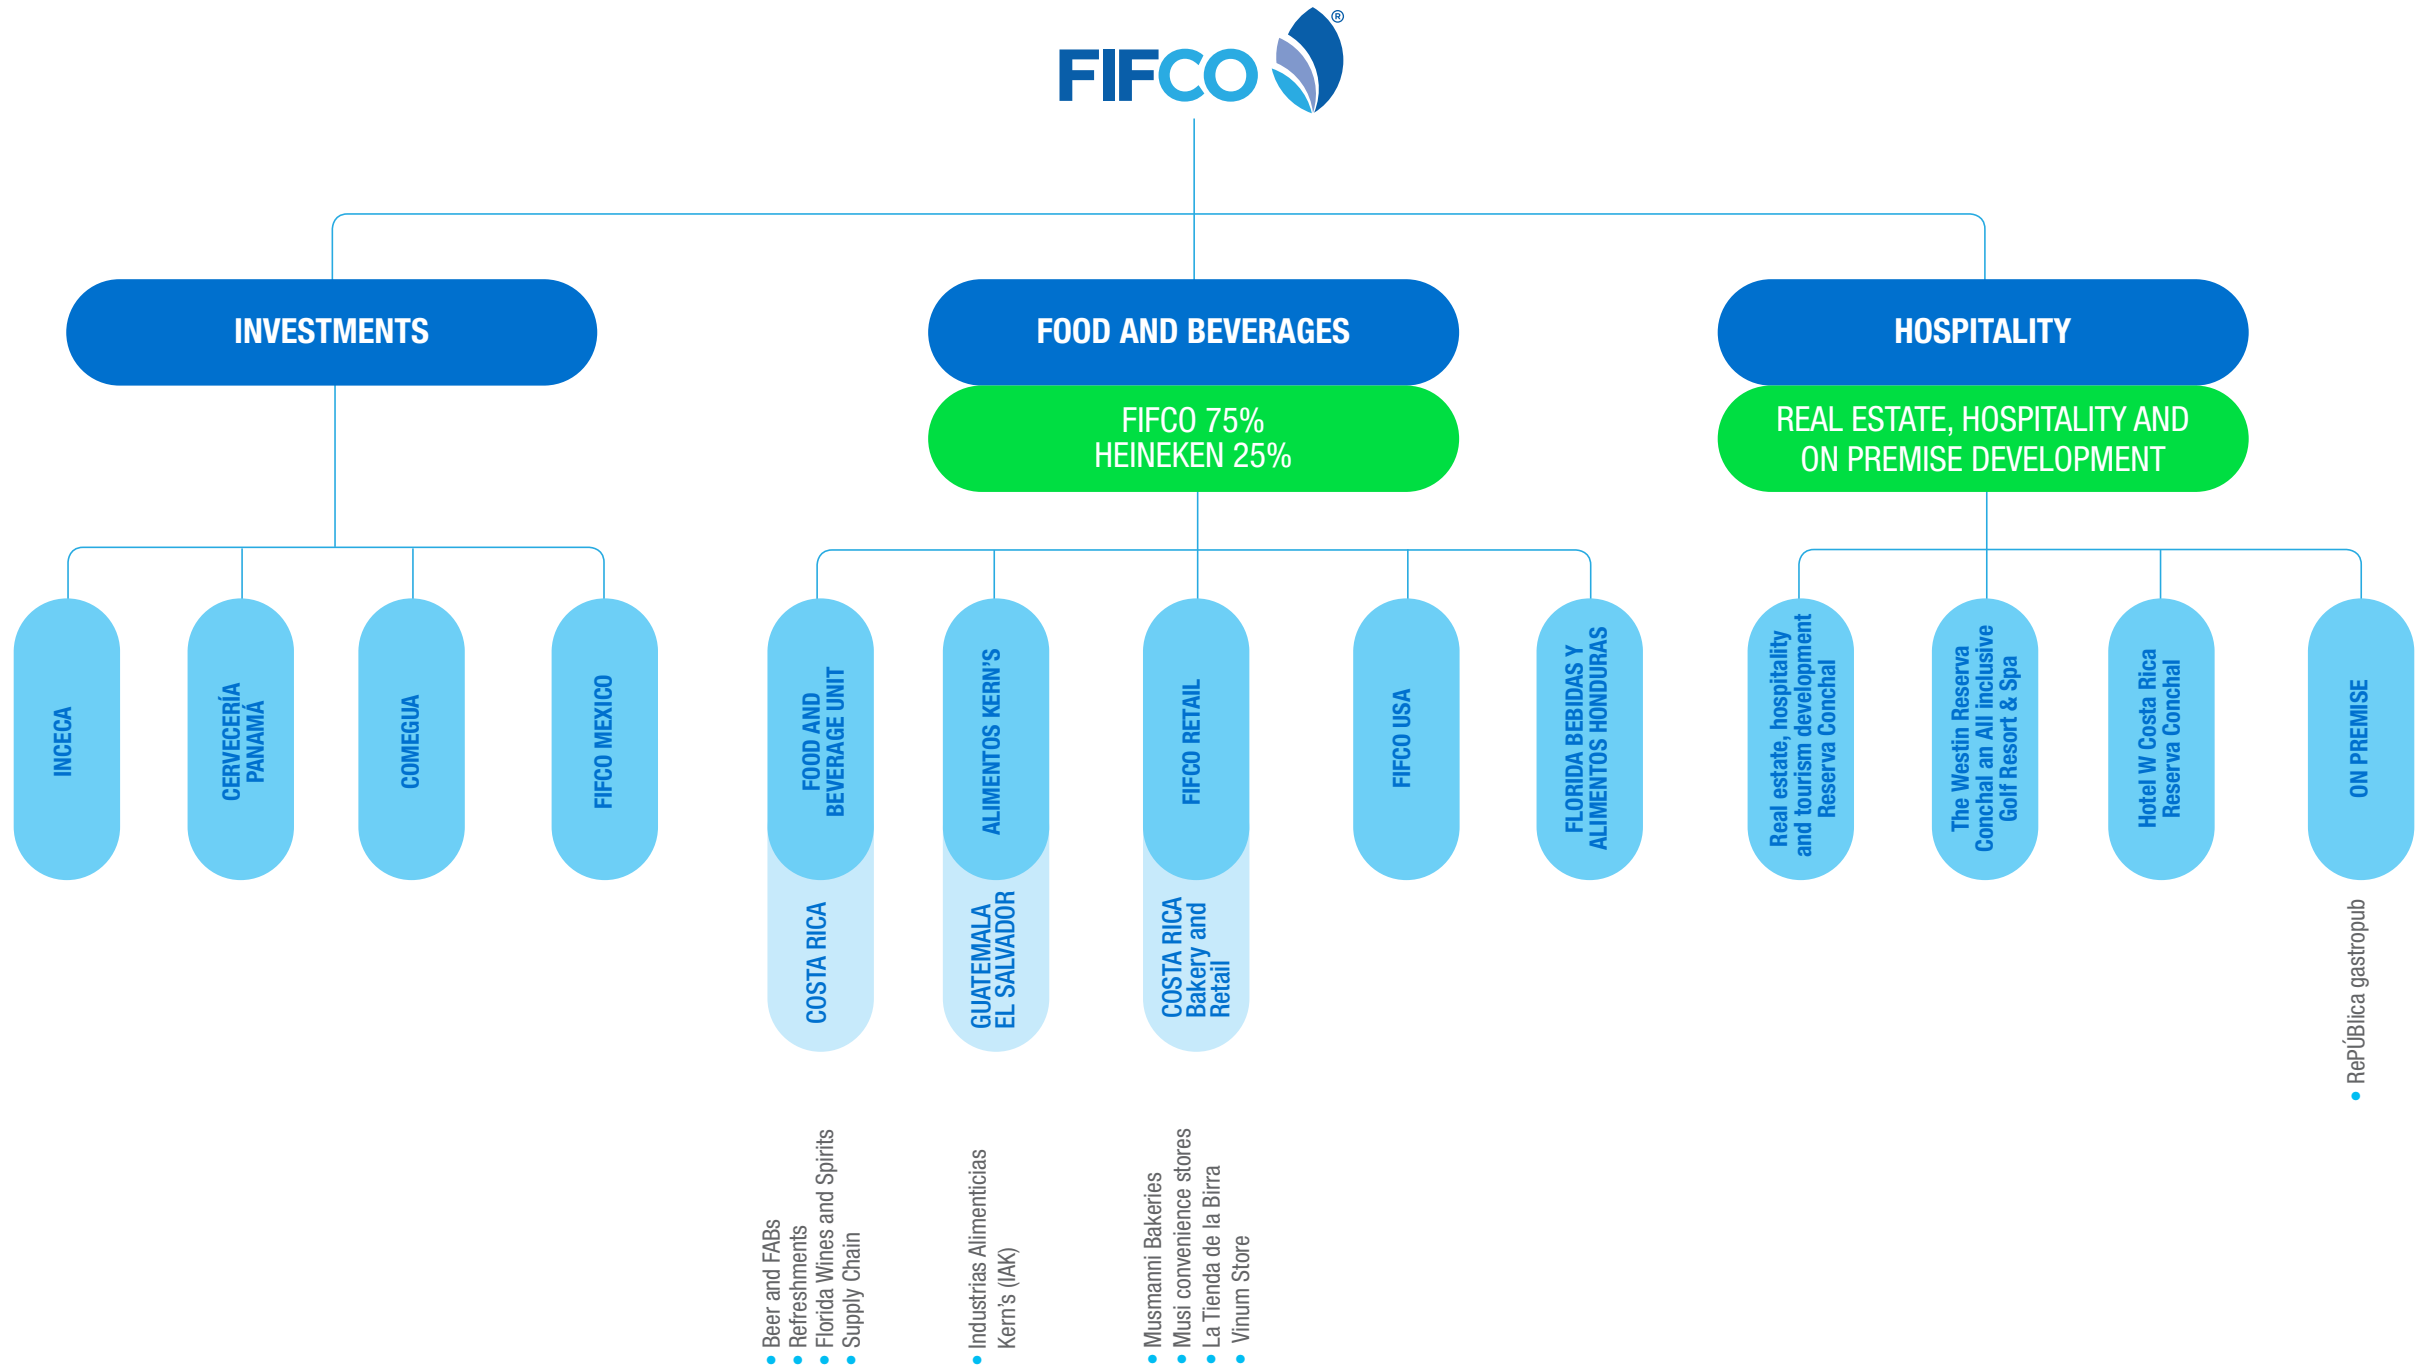 FIFCO ®
INVESTMENTS
FOOD AND BEVERAGES
HOSPITALITY
FIFCO 75%
HEINEKEN 25%
REAL ESTATE, HOSPITALITY AND
ON PREMISE DEVELOPMENT
INCECA
CERVECERÍA
PANAMÁ
COMEGUA
FIFCO MEXICO
FOOD AND
BEVERAGE UNIT
COSTA RICA
• Beer and FABs
• Refreshments
• Florida Wines and Spirits
• Supply Chain
ALIMENTOS KERN'S
GUATEMALA
EL SALVADOR
• Industrias Alimenticias
Kern's (IAK)
FIFCO RETAIL
COSTA RICA
Bakery and
Retail
• Musmanni Bakeries
• Musi convenience stores
• La Tienda de la Birra
• Vinum Store
FIFCO USA
FLORIDA BEBIDAS Y
ALIMENTOS HONDURAS
Real estate, hospitality
and tourism development
Reserva Conchal
The Westin Reserva
Conchal an All inclusive
Golf Resort & Spa
Hotel W Costa Rica
Reserva Conchal
ON PREMISE
• RePÚBlica gastropub